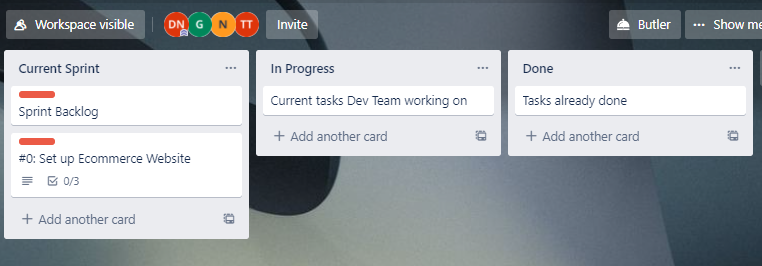 Workspace visible
DN
G
N
TT
Invite
Butler
Show me
Current Sprint
Sprint Backlog
#0: Set up Ecommerce Website
0/3
Add another card
In Progress
Current tasks Dev Team working on
Add another card
Done
Tasks already done
Add another card